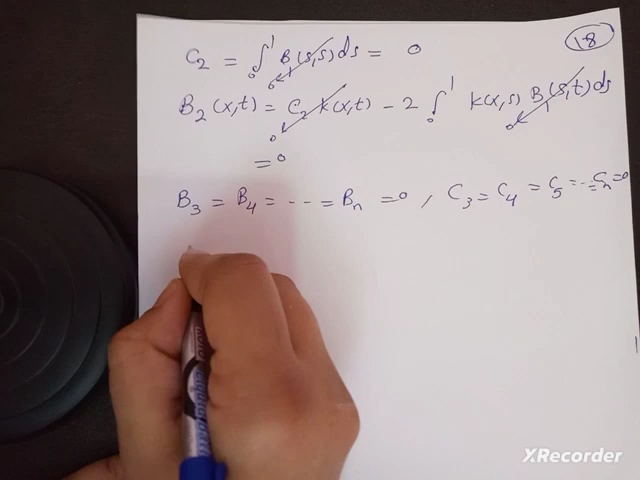 18
C₂ = ∫₀¹ B₁(s,s)ds = 0
B₂(x,t) = C₂ k(x,t) - 2 ∫₀¹ k(x,s) B₁(s,t)ds
= 0
B₃ = B₄ = --- = Bₙ = 0 , C₃ = C₄ = C₅ = --- = Cₙ = 0
XRecorder